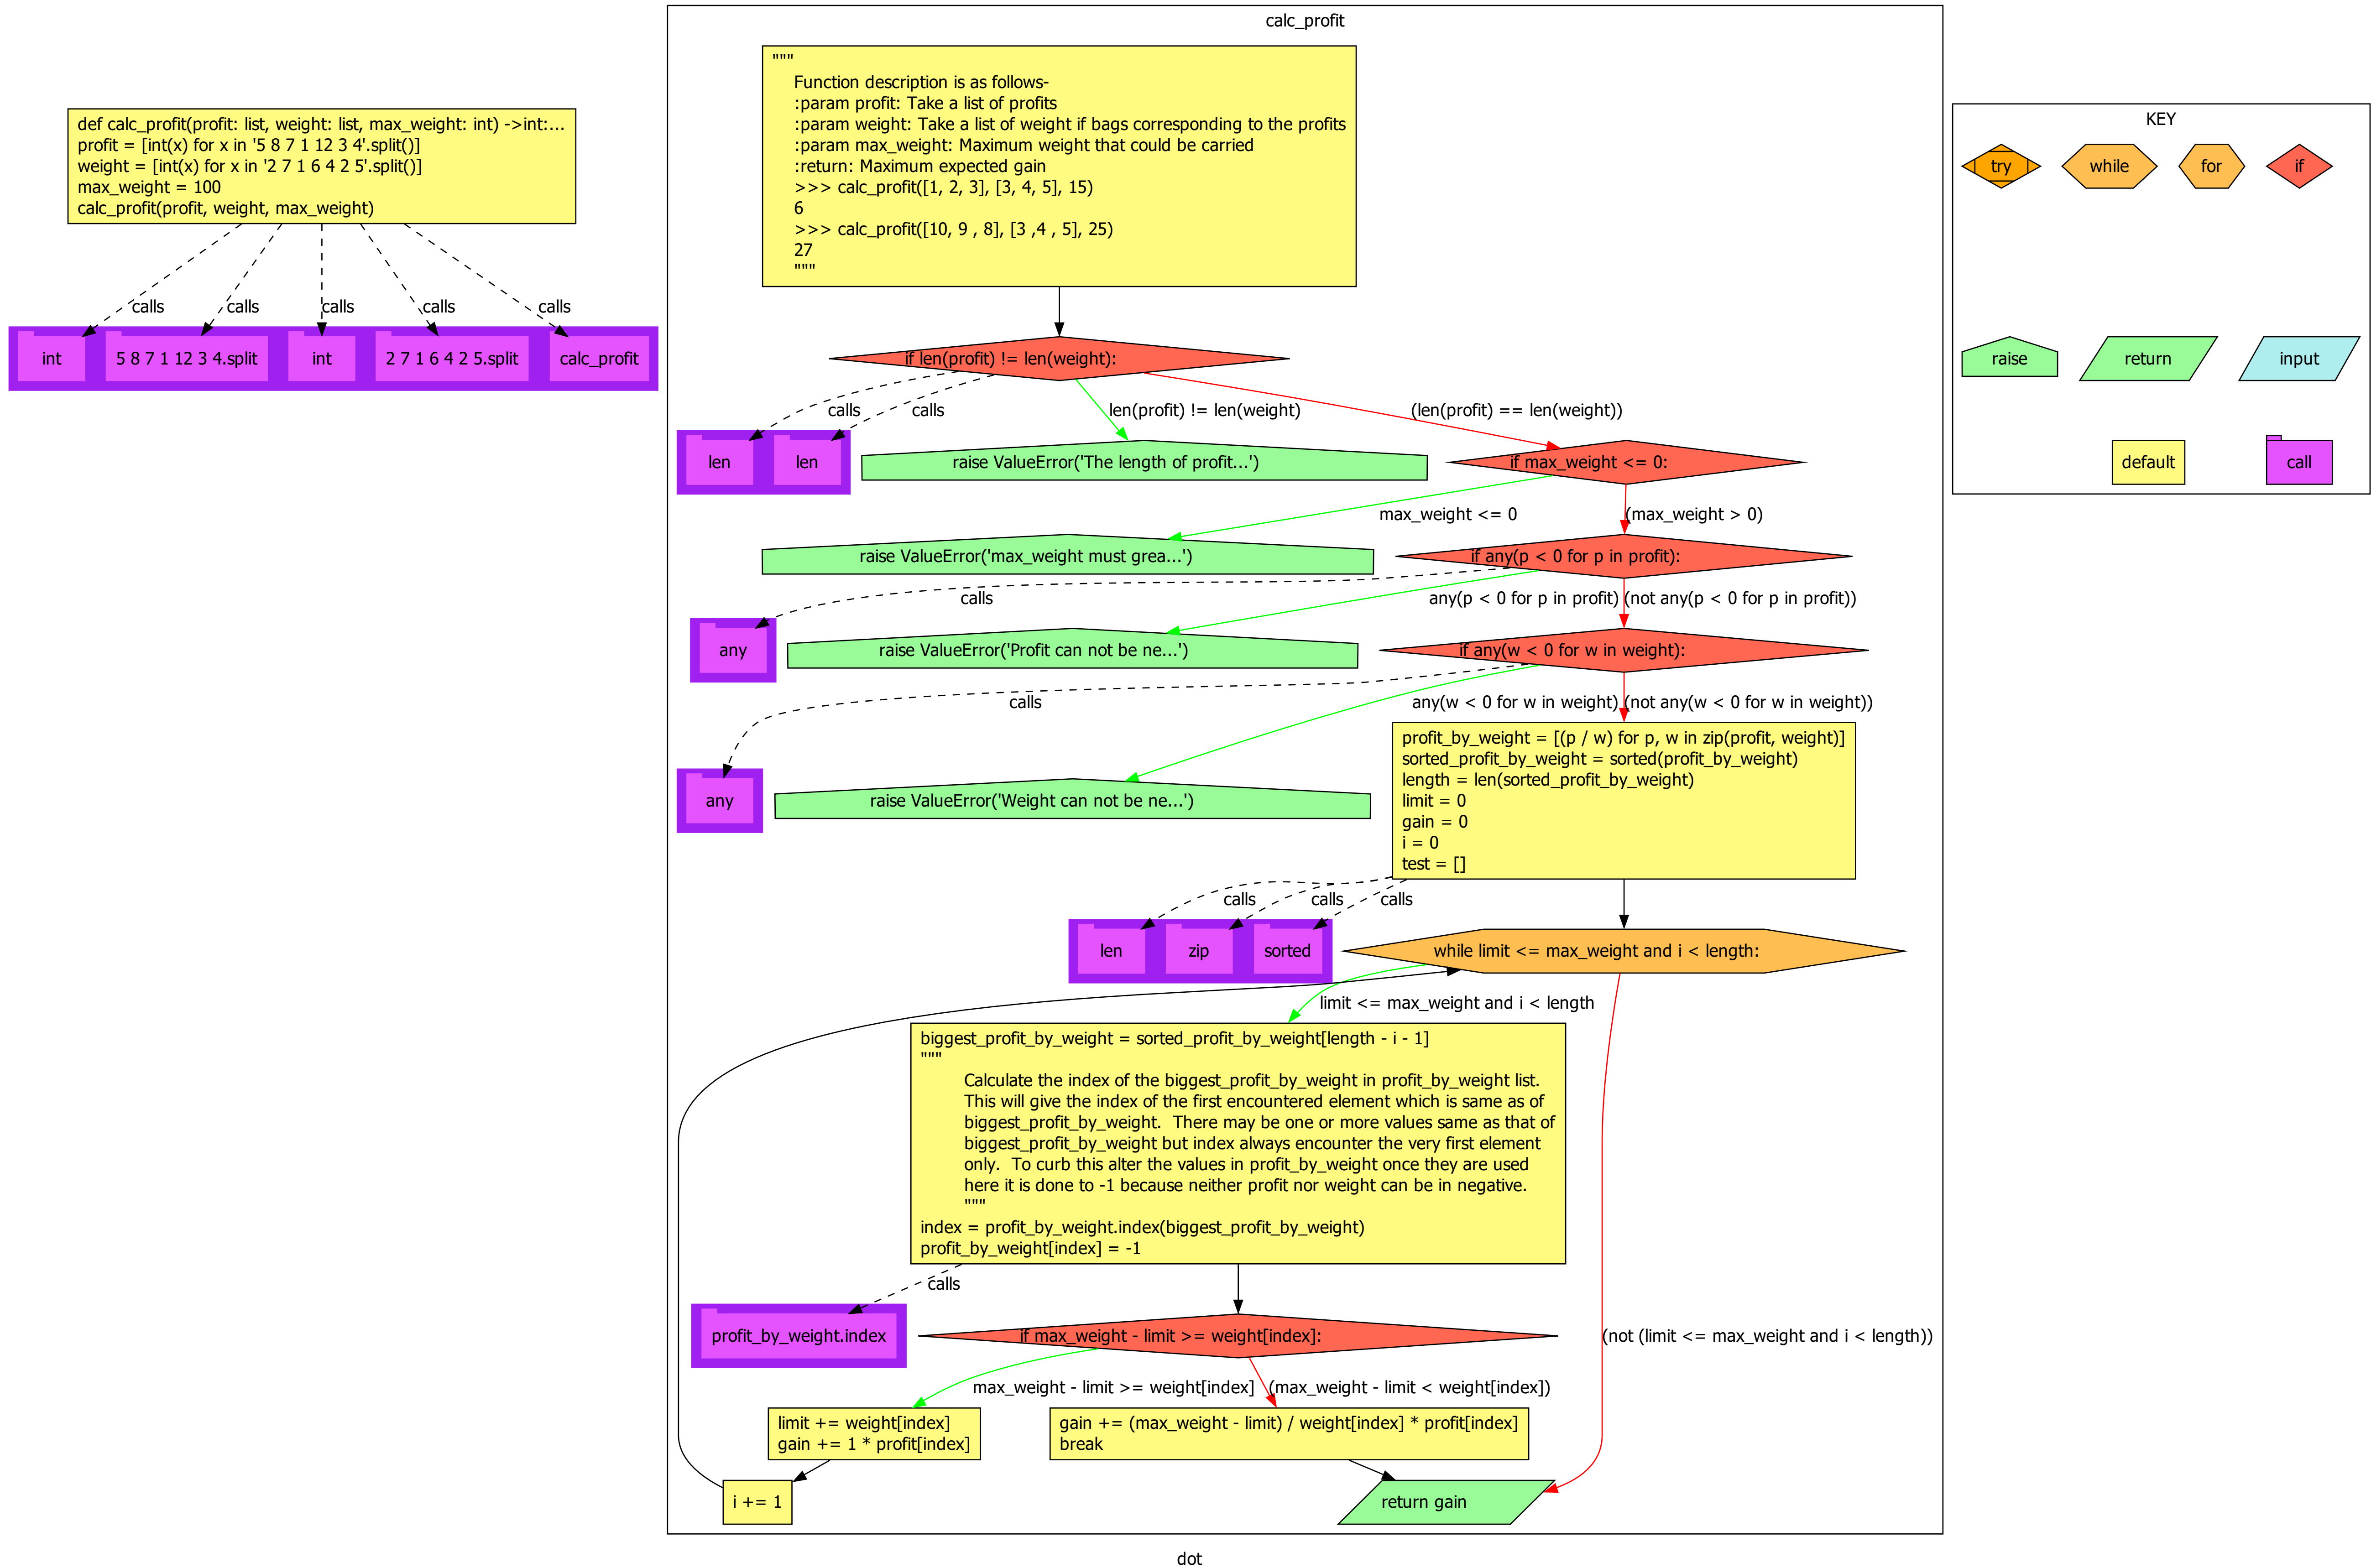 calc_profit
"""
Function description is as follows-
:param profit: Take a list of profits
:param weight: Take a list of weight if bags corresponding to the profits
:param max_weight: Maximum weight that could be carried
:return: Maximum expected gain
>>> calc_profit([1, 2, 3], [3, 4, 5], 15)
6
>>> calc_profit([10, 9 , 8], [3 ,4 , 5], 25)
27
"""
def calc_profit(profit: list, weight: list, max_weight: int) ->int:...
profit = [int(x) for x in '5 8 7 1 12 3 4'.split()]
weight = [int(x) for x in '2 7 1 6 4 2 5'.split()]
max_weight = 100
calc_profit(profit, weight, max_weight)
calls
calls
calls
calls
calls
int
5 8 7 1 12 3 4.split
int
2 7 1 6 4 2 5.split
calc_profit
KEY
try
while
for
if
raise
return
input
default
call
if len(profit) != len(weight):
calls
calls
len(profit) != len(weight)
(len(profit) == len(weight))
len
len
raise ValueError('The length of profit...')
if max_weight <= 0:
max_weight <= 0
(max_weight > 0)
raise ValueError('max_weight must grea...')
if any(p < 0 for p in profit):
calls
any(p < 0 for p in profit)
(not any(p < 0 for p in profit))
any
raise ValueError('Profit can not be ne...')
if any(w < 0 for w in weight):
calls
any(w < 0 for w in weight)
(not any(w < 0 for w in weight))
any
raise ValueError('Weight can not be ne...')
profit_by_weight = [(p / w) for p, w in zip(profit, weight)]
sorted_profit_by_weight = sorted(profit_by_weight)
length = len(sorted_profit_by_weight)
limit = 0
gain = 0
i = 0
test = []
calls
calls
calls
len
zip
sorted
while limit <= max_weight and i < length:
limit <= max_weight and i < length
biggest_profit_by_weight = sorted_profit_by_weight[length - i - 1]
"""
Calculate the index of the biggest_profit_by_weight in profit_by_weight list.
This will give the index of the first encountered element which is same as of
biggest_profit_by_weight.  There may be one or more values same as that of
biggest_profit_by_weight but index always encounter the very first element
only.  To curb this alter the values in profit_by_weight once they are used
here it is done to -1 because neither profit nor weight can be in negative.
"""
index = profit_by_weight.index(biggest_profit_by_weight)
profit_by_weight[index] = -1
calls
profit_by_weight.index
if max_weight - limit >= weight[index]:
(not (limit <= max_weight and i < length))
max_weight - limit >= weight[index]
(max_weight - limit < weight[index])
limit += weight[index]
gain += 1 * profit[index]
gain += (max_weight - limit) / weight[index] * profit[index]
break
i += 1
return gain
dot